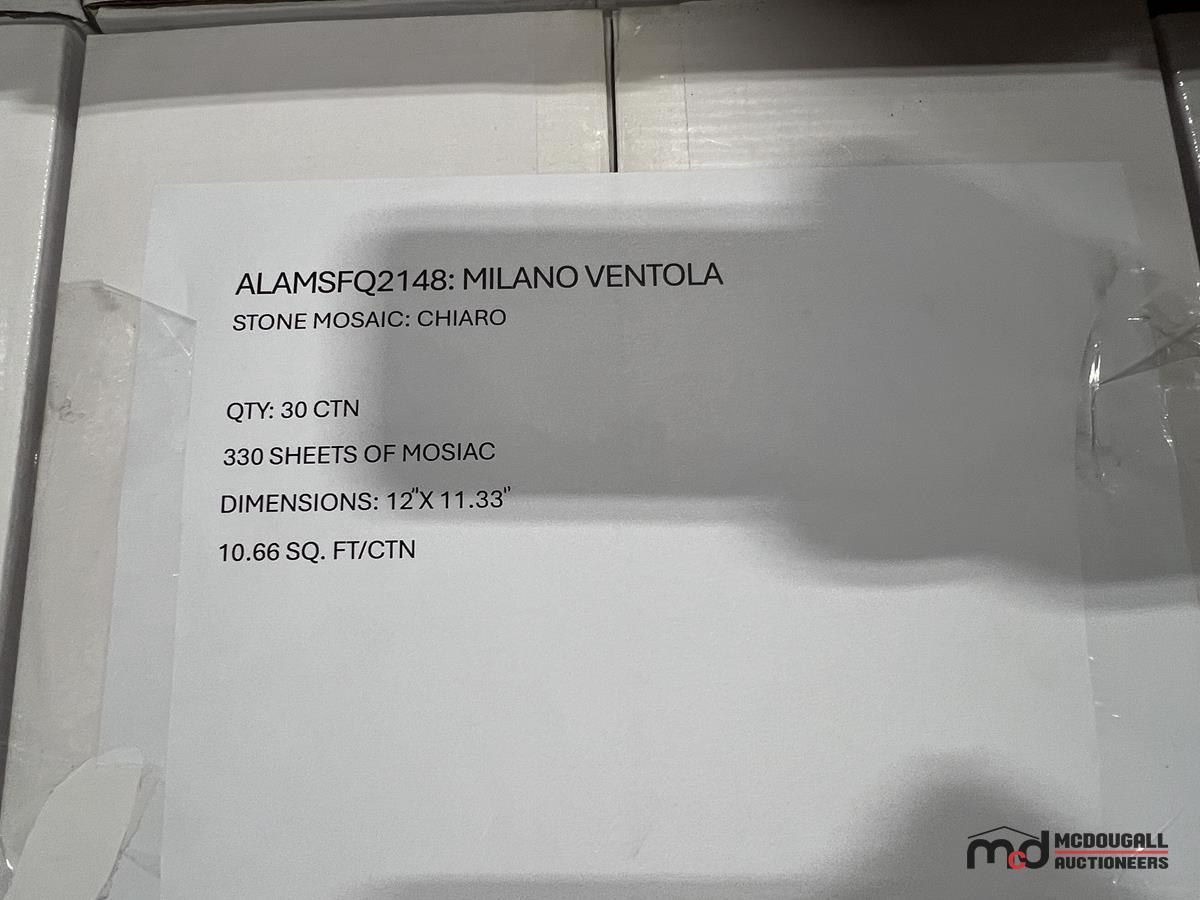 ALAMSFQ2148: MILANO VENTOLA
STONE MOSAIC: CHIARO
QTY: 30 CTN
330 SHEETS OF MOSIAC
DIMENSIONS: 12"X 11.33"
10.66 SQ. FT/CTN
mcd MCDOUGALL
AUCTIONEERS